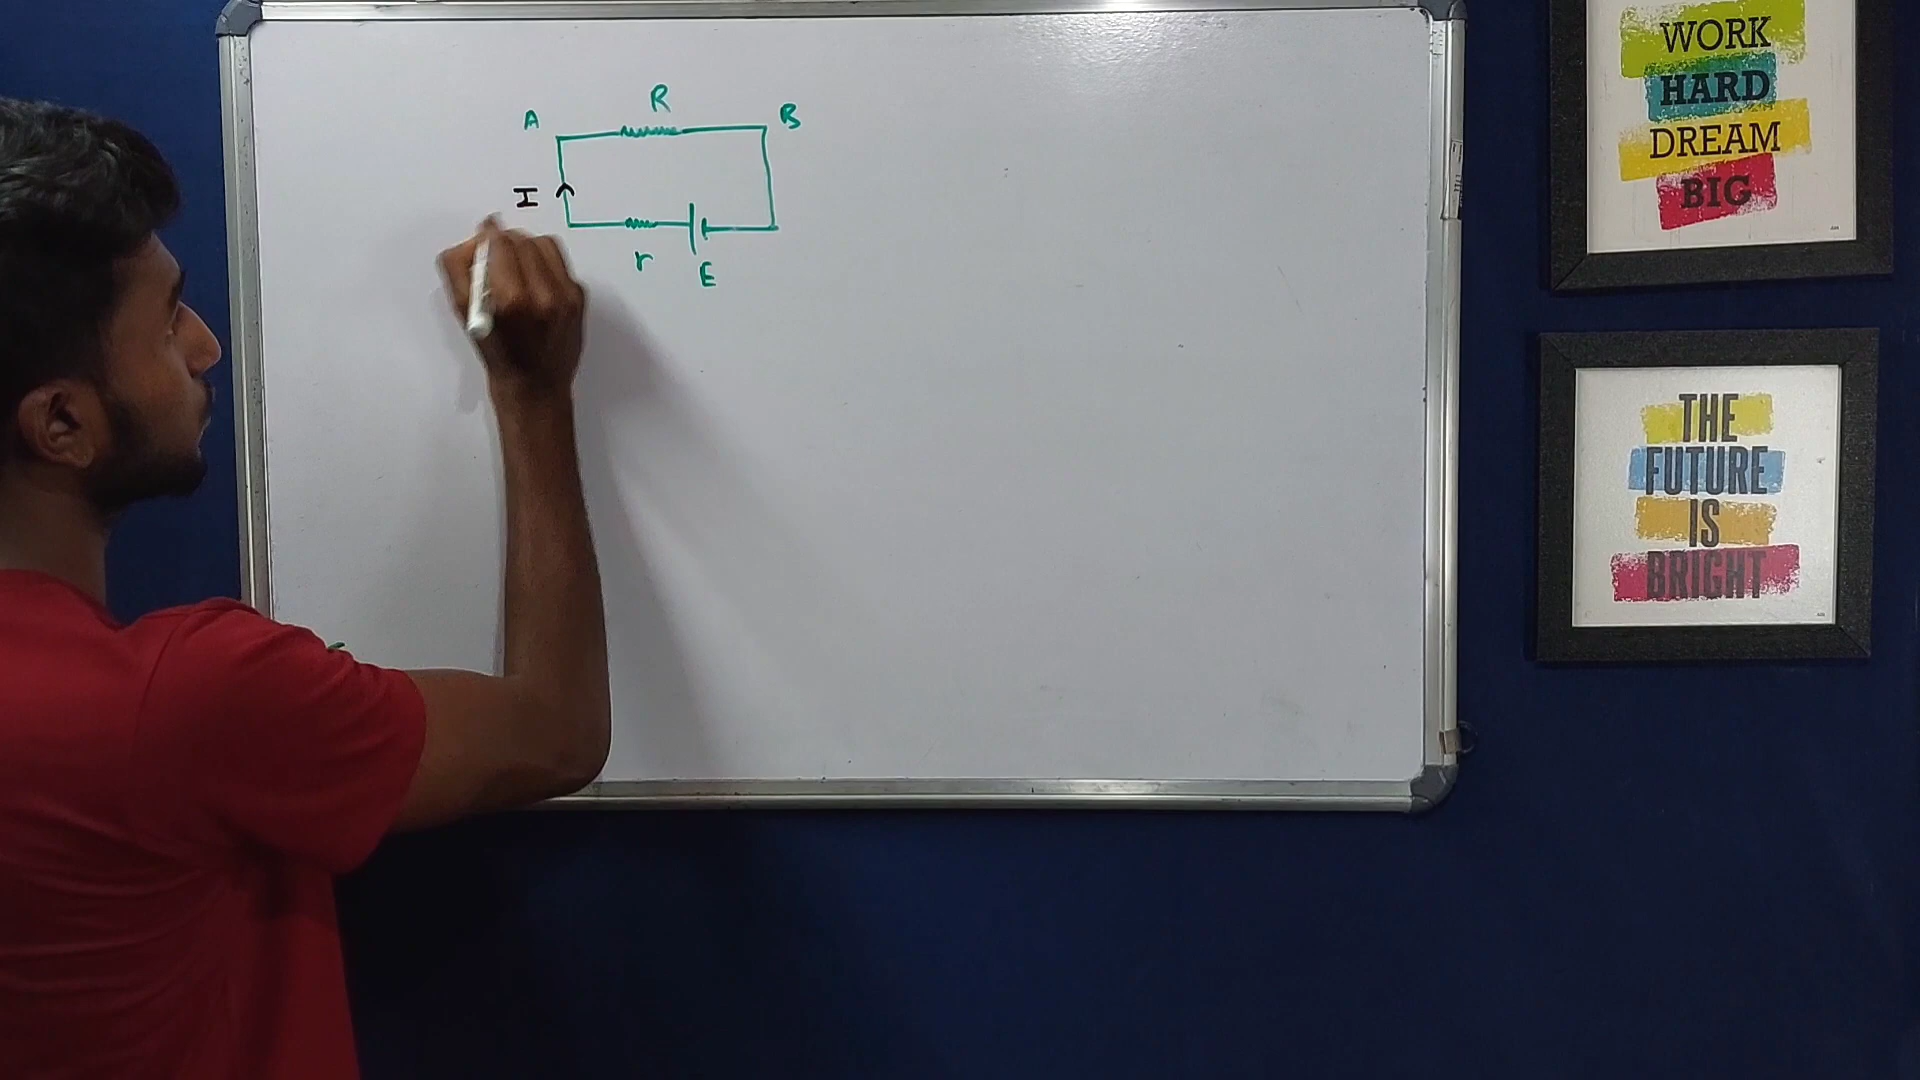 R
A B
I
r E
WORK
HARD
DREAM
BIG
THE
FUTURE
IS
BRIGHT